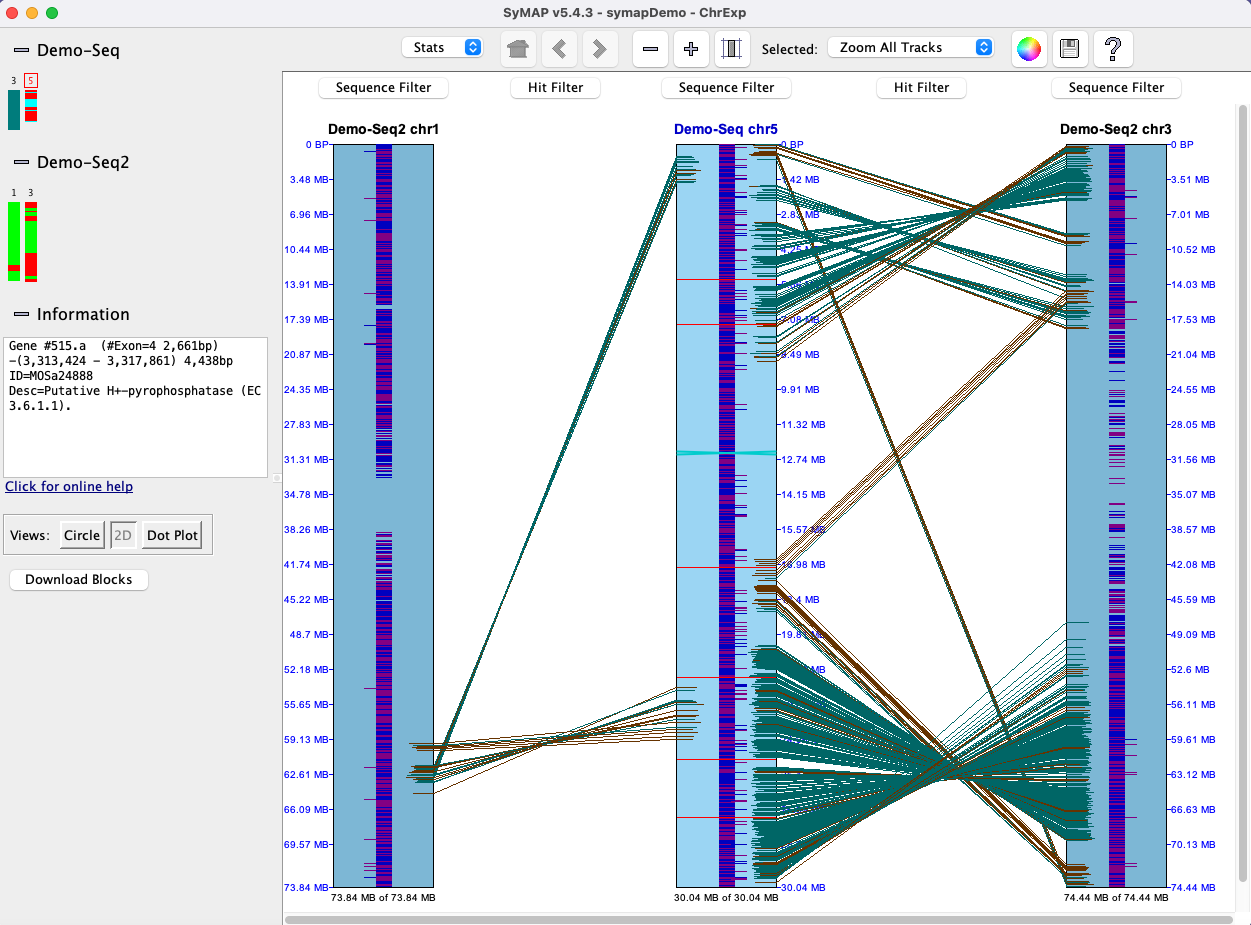 SyMAP v5.4.3 - symapDemo - ChrExp
Demo-Seq
3 5
Demo-Seq2
1 3
Information
Gene #515.a (#Exon=4 2,661bp)
-(3,313,424 - 3,317,861) 4,438bp
ID=MOSa24888
Desc=Putative H+-pyrophosphatase (EC
3.6.1.1).
Click for online help
Views: Circle 2D Dot Plot
Download Blocks
Stats
Selected: Zoom All Tracks
?
Sequence Filter Hit Filter Sequence Filter Hit Filter Sequence Filter
Demo-Seq2 chr1
0 BP
3.48 MB
6.96 MB
10.44 MB
13.91 MB
17.39 MB
20.87 MB
24.35 MB
27.83 MB
31.31 MB
34.78 MB
38.26 MB
41.74 MB
45.22 MB
48.7 MB
52.18 MB
55.65 MB
59.13 MB
62.61 MB
66.09 MB
69.57 MB
73.84 MB
73.84 MB of 73.84 MB
Demo-Seq chr5
0 BP
1.42 MB
2.83 MB
4.25 MB
7.08 MB
8.49 MB
9.91 MB
11.32 MB
12.74 MB
14.15 MB
15.57 MB
16.98 MB
18.4 MB
19.81 MB
30.04 MB
30.04 MB of 30.04 MB
Demo-Seq2 chr3
0 BP
3.51 MB
7.01 MB
10.52 MB
14.03 MB
17.53 MB
21.04 MB
24.55 MB
28.05 MB
31.56 MB
35.07 MB
38.57 MB
42.08 MB
45.59 MB
49.09 MB
52.6 MB
56.11 MB
59.61 MB
63.12 MB
66.63 MB
70.13 MB
74.44 MB
74.44 MB of 74.44 MB